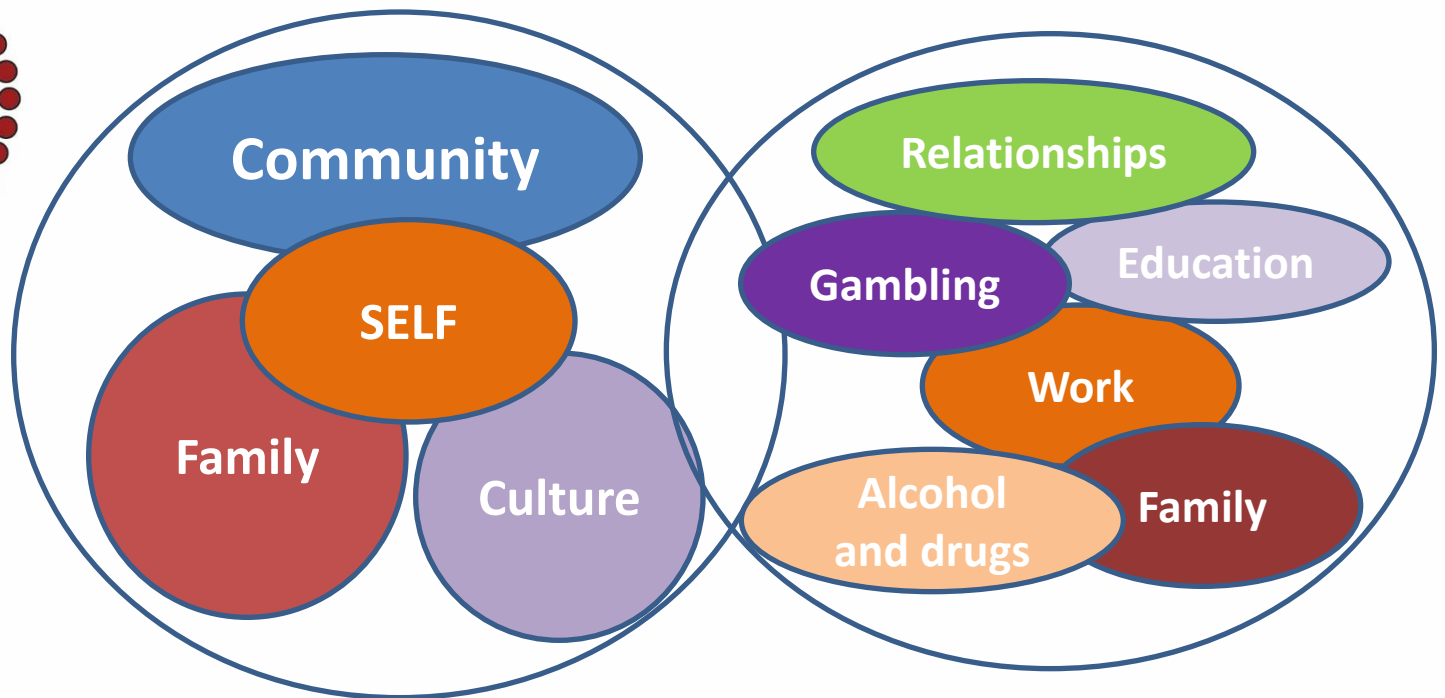 Community
SELF
Family
Culture
Relationships
Education
Gambling
Work
Alcohol
and drugs
Family